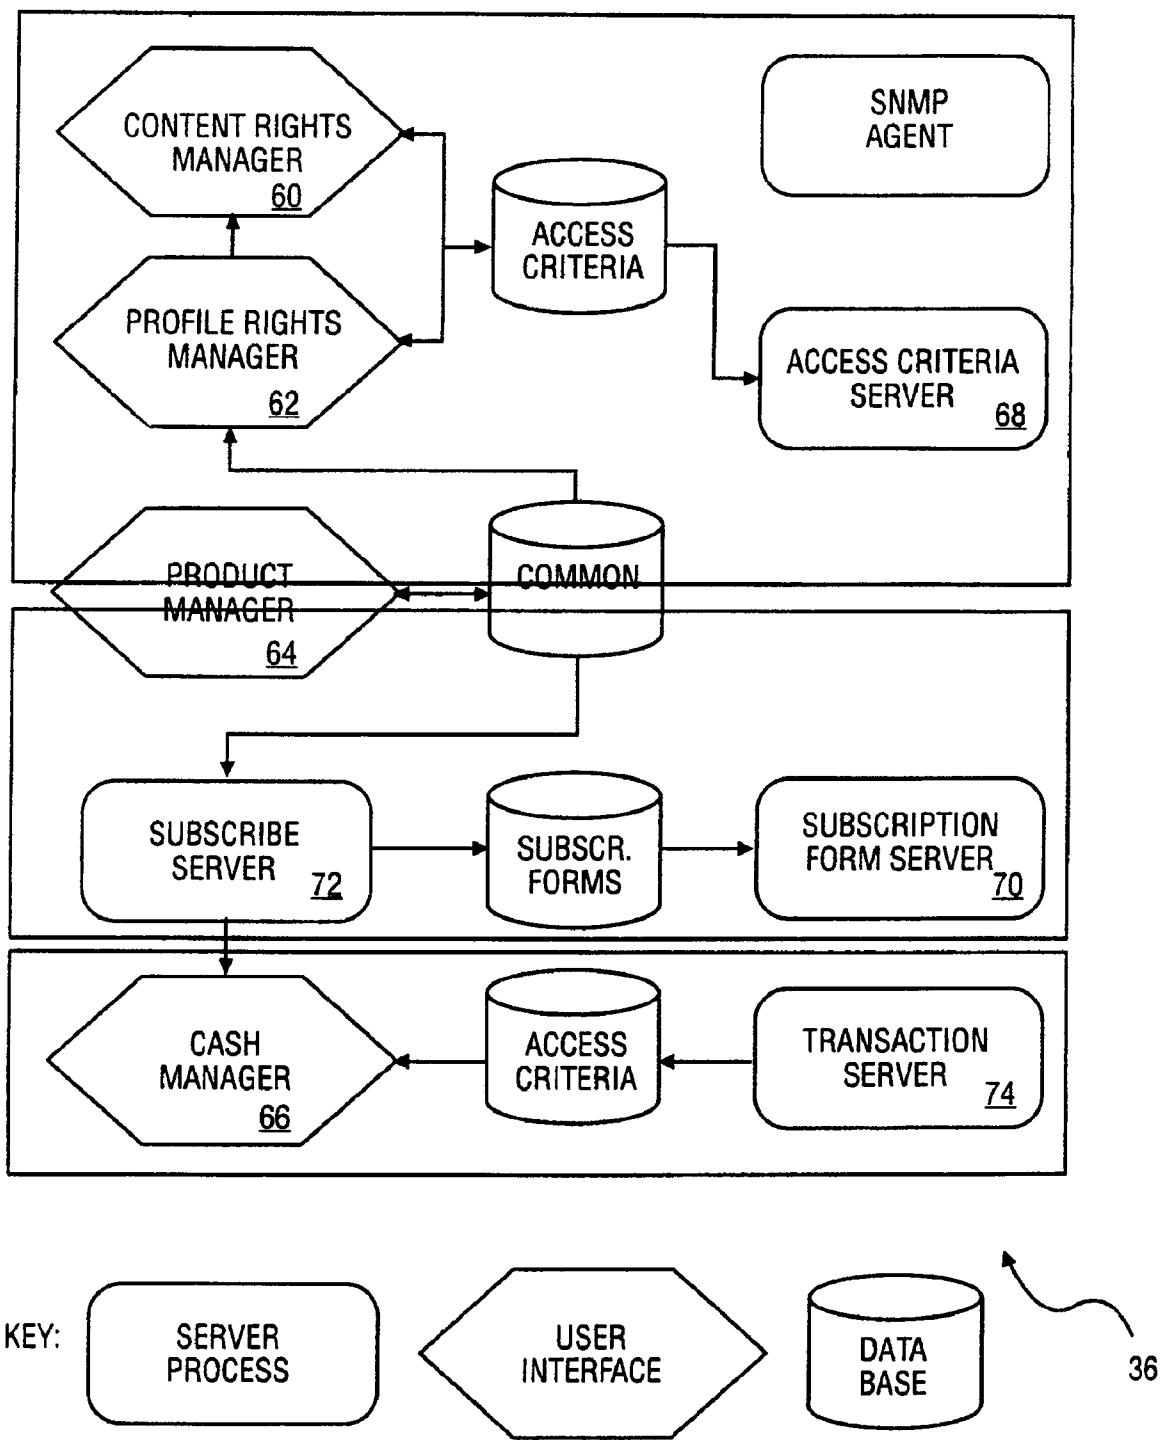 CONTENT RIGHTS
MANAGER
60
SNMP
AGENT
ACCESS
CRITERIA
PROFILE RIGHTS
MANAGER
62
ACCESS CRITERIA
SERVER
68
PRODUCT
MANAGER
64
COMMON
SUBSCRIBE
SERVER
72
SUBSCR.
FORMS
SUBSCRIPTION
FORM SERVER
70
CASH
MANAGER
66
ACCESS
CRITERIA
TRANSACTION
SERVER
74
KEY:
SERVER
PROCESS
USER
INTERFACE
DATA
BASE
36